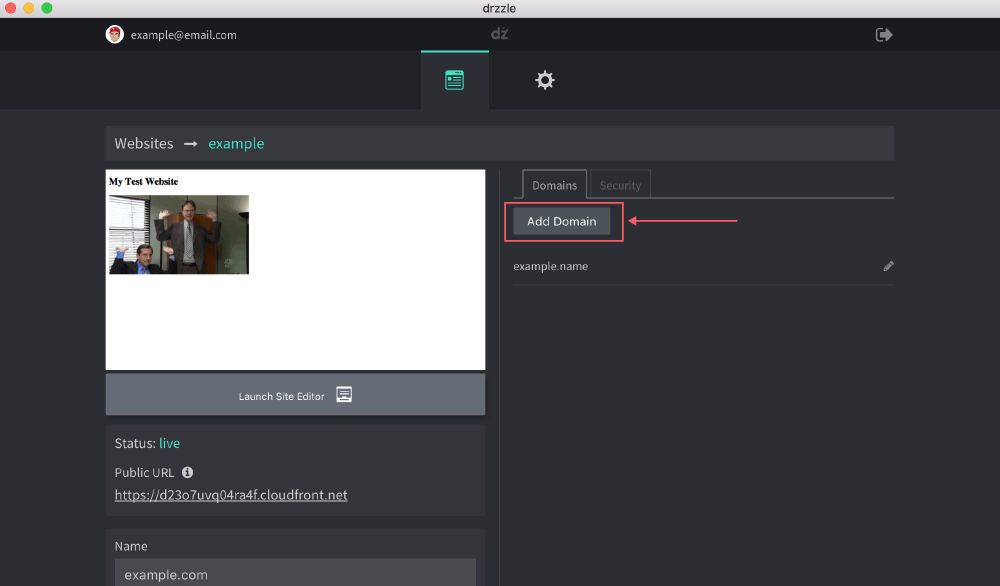 drzzle
example@email.com
dz
Websites → example
My Test Website
Domains
Security
Add Domain
example.name
Launch Site Editor
Status: live
Public URL
https://d23o7uvq04ra4f.cloudfront.net
Name
example.com